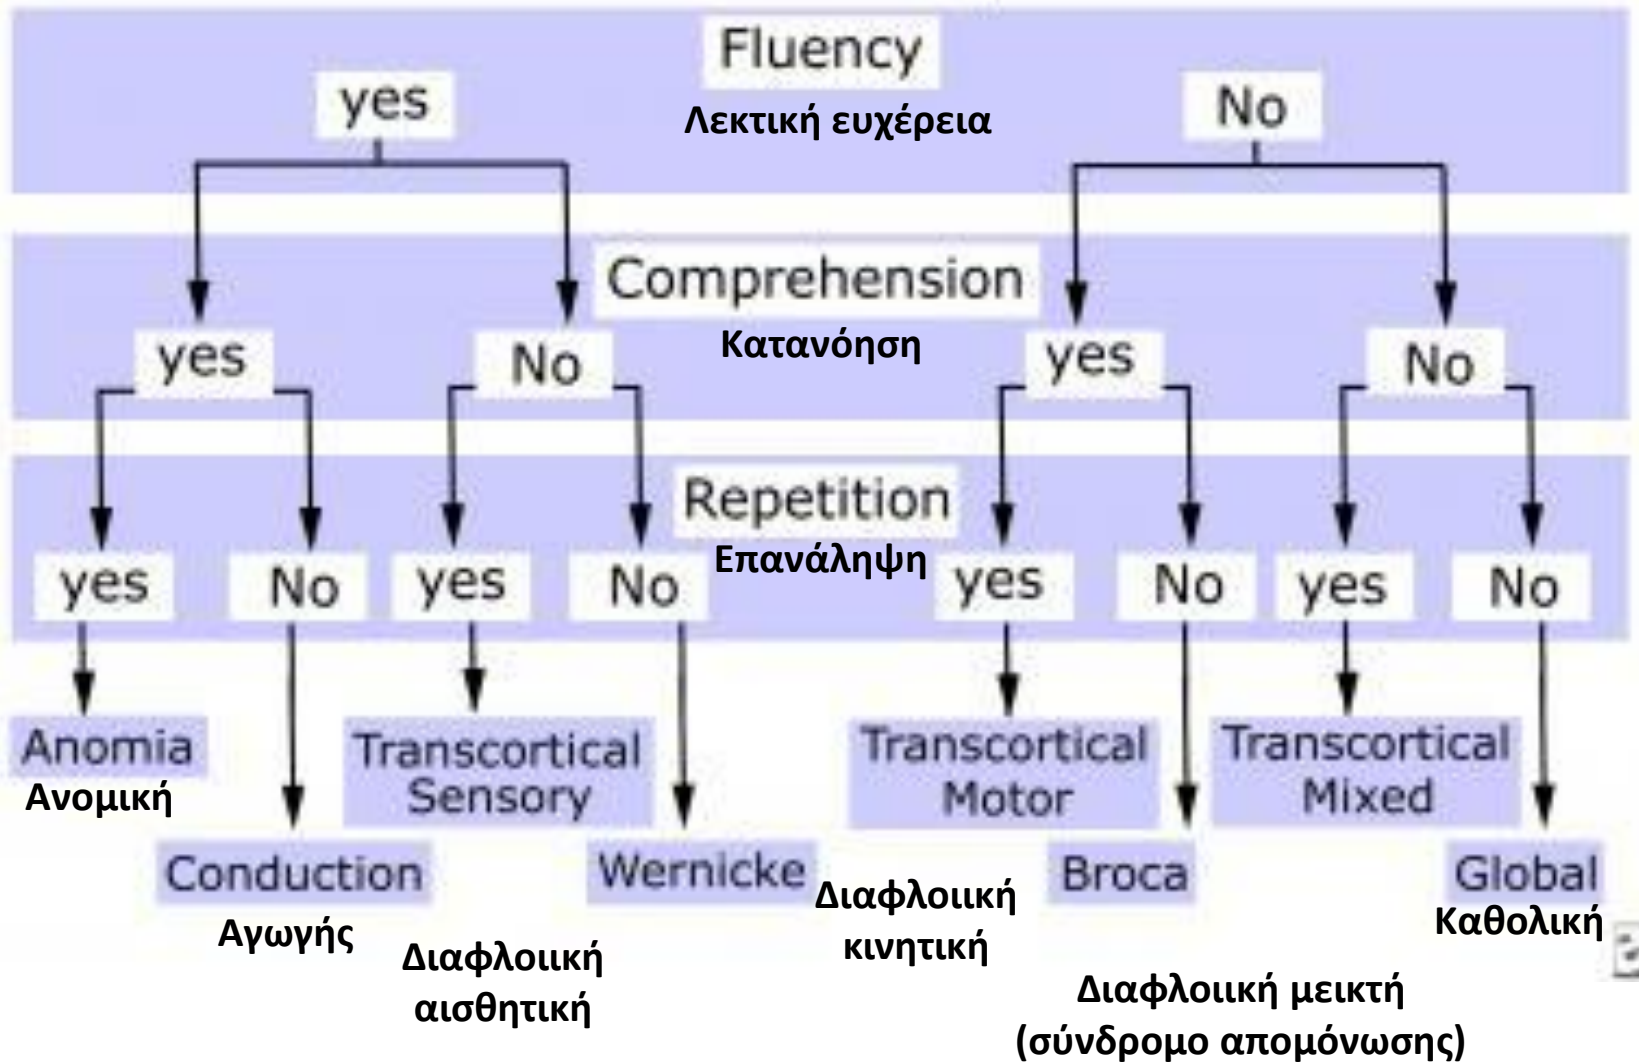 Fluency
yes
Λεκτική ευχέρεια
No
Comprehension
Κατανόηση
yes
No
yes
No
Repetition
Επανάληψη
yes
No
yes
No
yes
No
yes
No
Anomia
Ανομική
Transcortical
Sensory
Transcortical
Motor
Transcortical
Mixed
Conduction
Αγωγής
Wernicke
Broca
Global
Καθολική
Διαφλοιική
αισθητική
Διαφλοιική
κινητική
Διαφλοιική μεικτή
(σύνδρομο απομόνωσης)